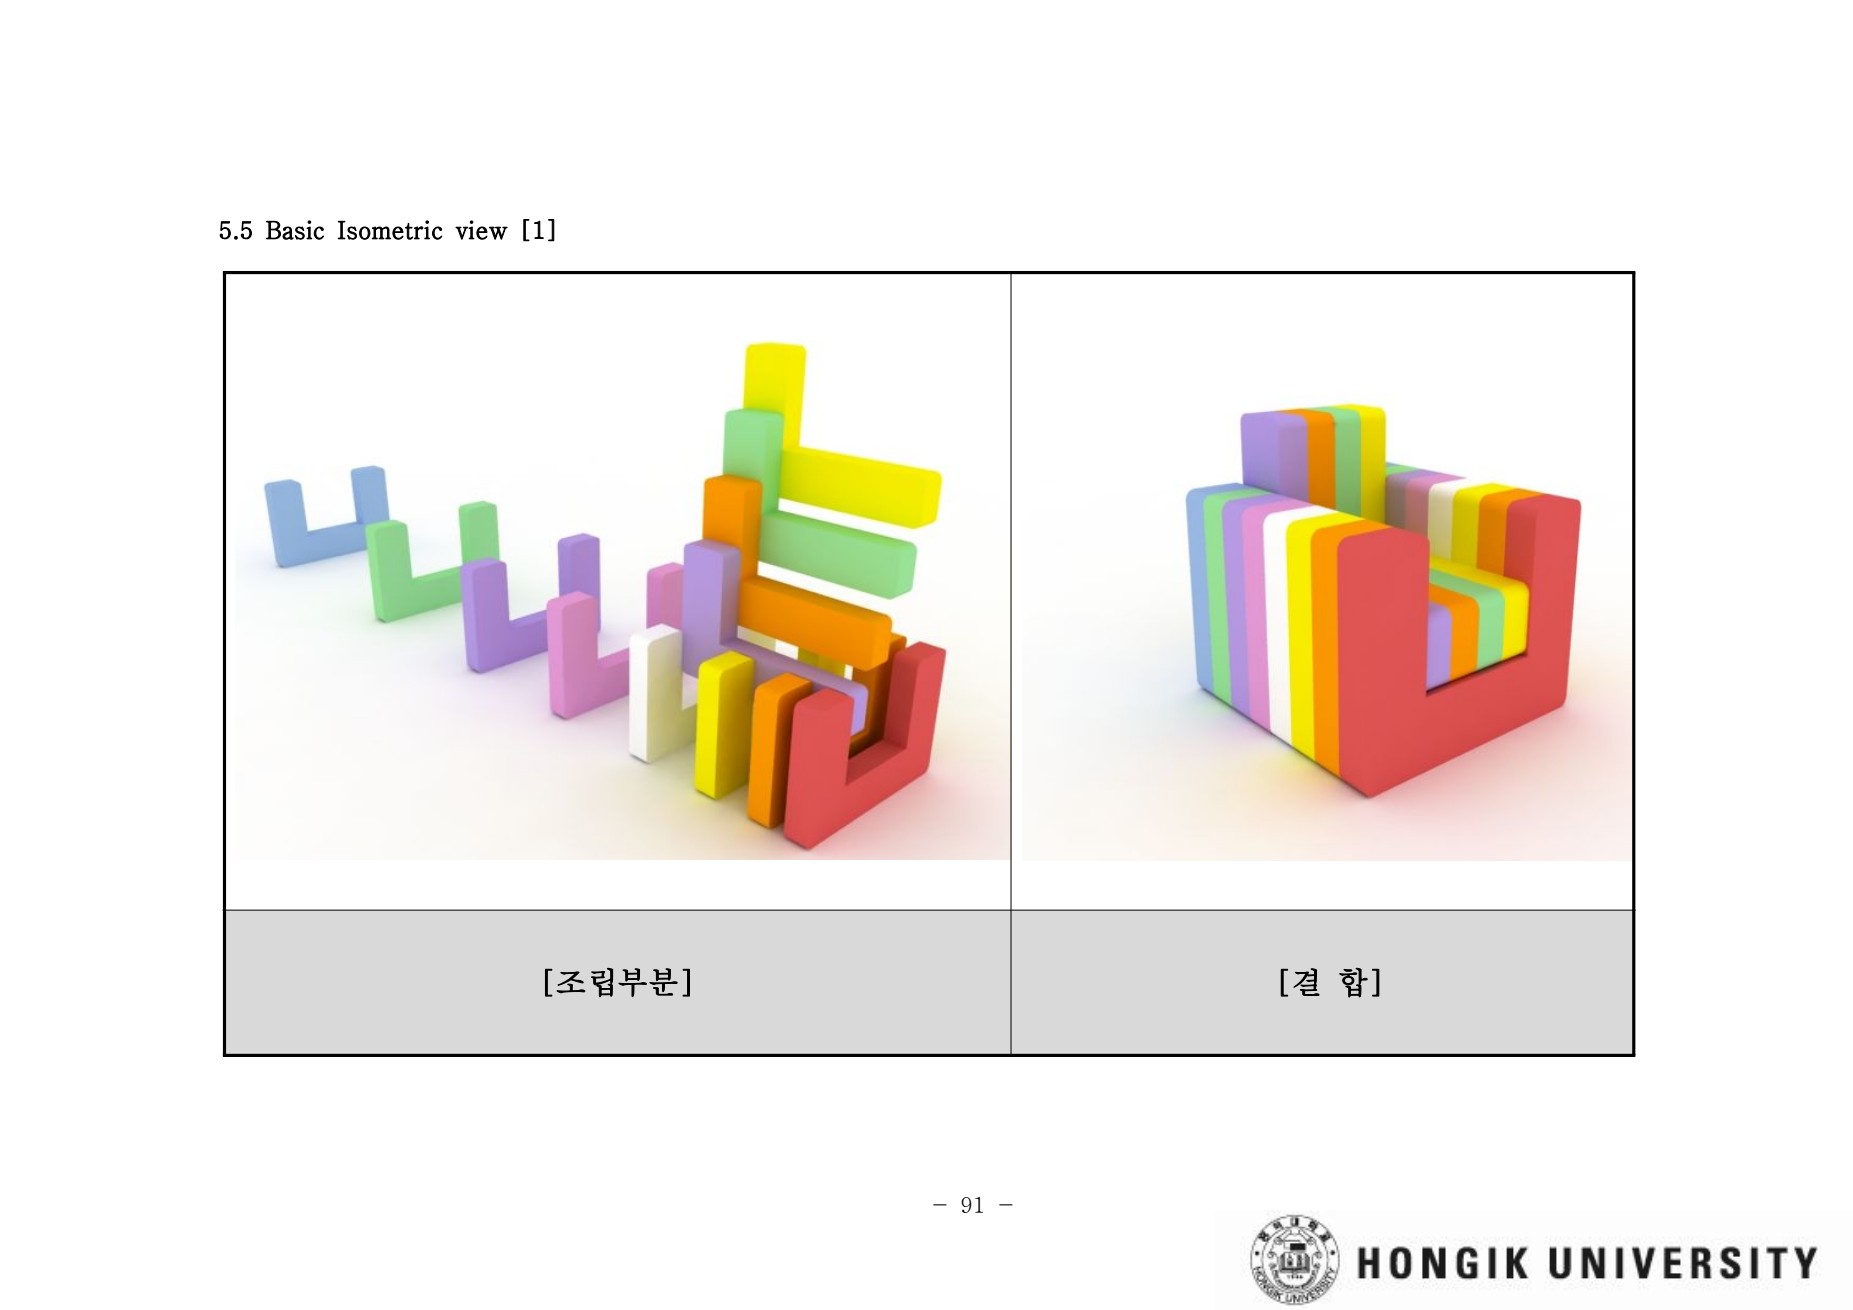 5.5 Basic Isometric view [1]
[조립부분]
[결 합]
- 91 -
HONGIK UNIVERSITY